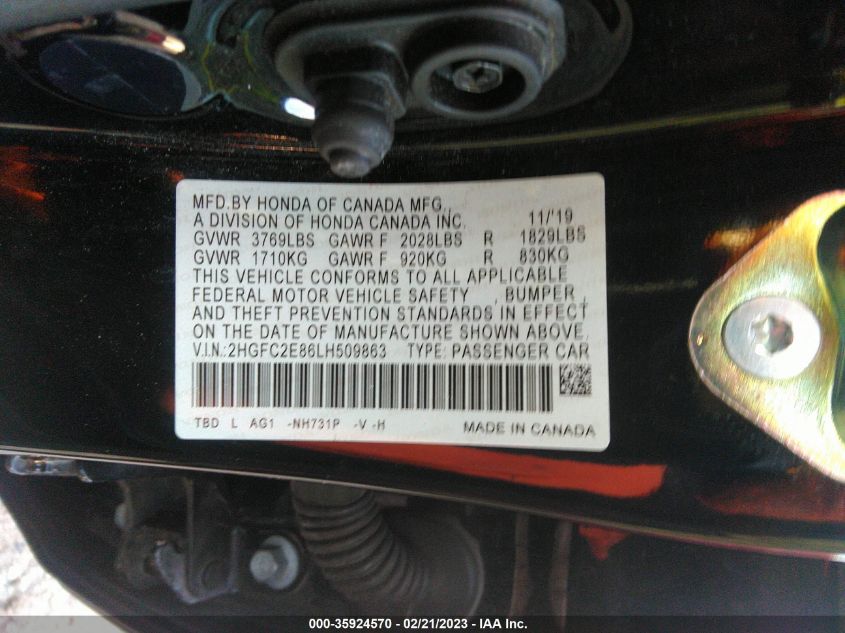 MFD.BY HONDA OF CANADA MFG.,
A DIVISION OF HONDA CANADA INC. 11/'19
GVWR 3769LBS GAWR F 2028LBS R 1829LBS
GVWR 1710KG GAWR F 920KG R 830KG
THIS VEHICLE CONFORMS TO ALL APPLICABLE
FEDERAL MOTOR VEHICLE SAFETY , BUMPER ,
AND THEFT PREVENTION STANDARDS IN EFFECT
ON THE DATE OF MANUFACTURE SHOWN ABOVE.
V.I.N.:2HGFC2E86LH509863 TYPE: PASSENGER CAR
TBD L AG1 -NH731P -V -H MADE IN CANADA
000-35924570 - 02/21/2023 - IAA Inc.